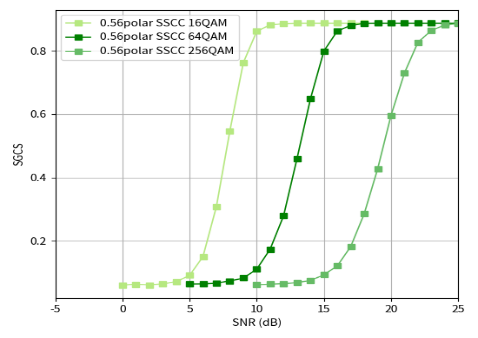 0.56polar SSCC 16QAM
0.56polar SSCC 64QAM
0.56polar SSCC 256QAM
0.8
0.6
0.4
0.2
SGCS
-5 0 5 10 15 20 25
SNR (dB)